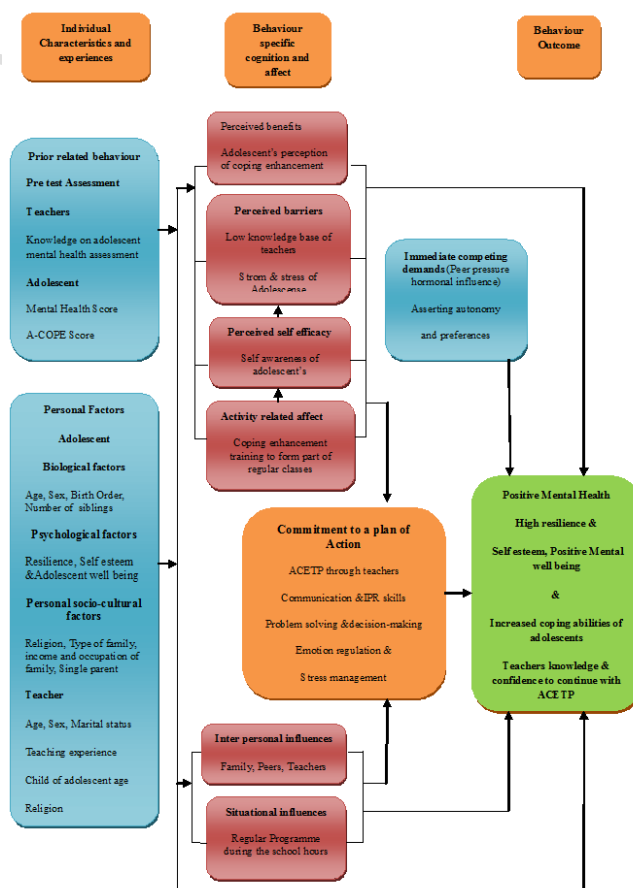 Individual
Characteristics and
experiences
Behaviour
specific
cognition and
affect
Behaviour
Outcome
Prior related behaviour
Pre test Assessment
Teachers
Knowledge on adolescent
mental health assessment
Adolescent
Mental Health Score
A-COPE Score
Personal Factors
Adolescent
Biological factors
Age, Sex, Birth Order,
Number of siblings
Psychological factors
Resilience, Self esteem
&Adolescent well being
Personal socio-cultural
factors
Religion, Type of family,
income and occupation of
family, Single parent
Teacher
Age, Sex, Marital status
Teaching experience
Child of adolescent age
Religion
Perceived benefits
Adolescent's perception
of coping enhancement
Perceived barriers
Low knowledge base of
teachers
Strom & stress of
Adolescense
Perceived self efficacy
Self awareness of
adolescent's
Activity related affect
Coping enhancement
training to form part of
regular classes
Commitment to a plan of
Action
ACETP through teachers
Communication &IPR skills
Problem solving &decision-making
Emotion regulation &
Stress management
Inter personal influences
Family, Peers, Teachers
Situational influences
Regular Programme
during the school hours
Immediate competing
demands (Peer pressure
hormonal influence)
Asserting autonomy
and preferences
Positive Mental Health
High resilience &
Self esteem, Positive Mental
well being
&
Increased coping abilities of
adolescents
Teachers knowledge &
confidence to continue with
ACETP